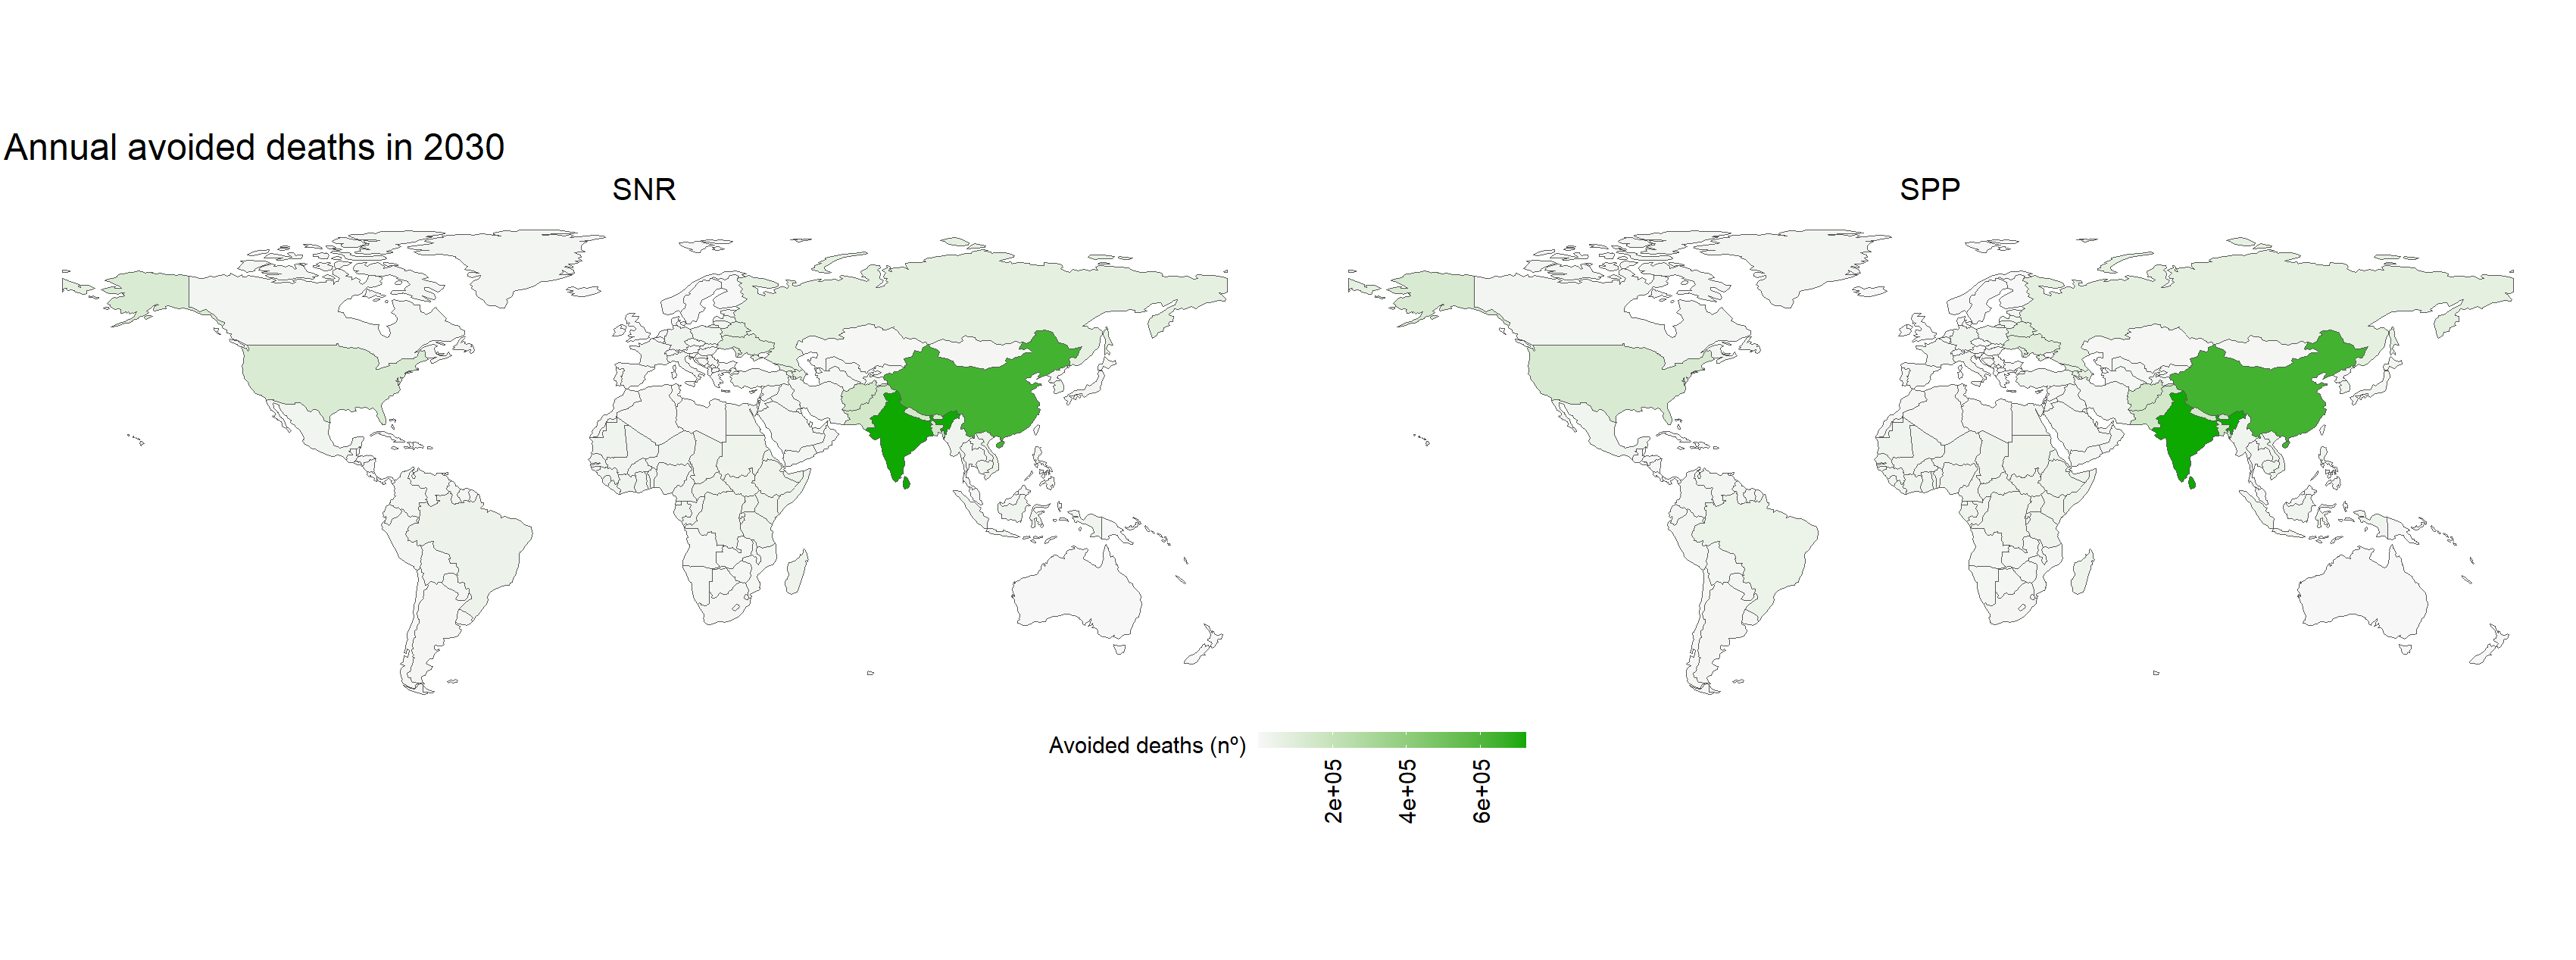 Annual avoided deaths in 2030
SNR
SPP
Avoided deaths (nº)
2e+05
4e+05
6e+05